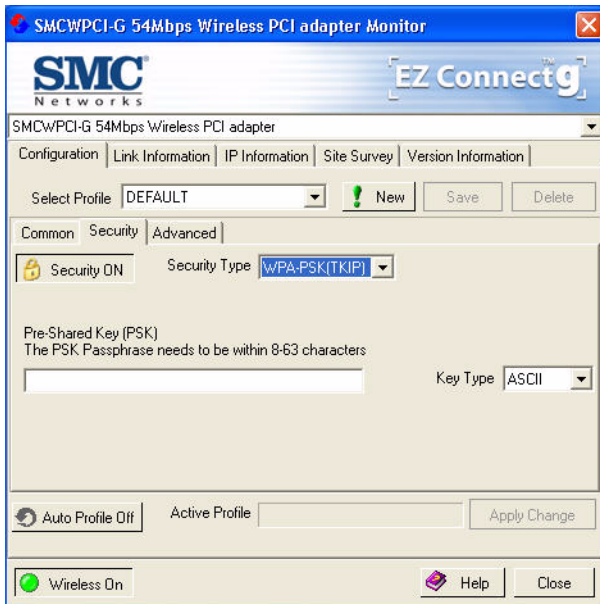 SMCWPCI-G 54Mbps Wireless PCI adapter Monitor
SMC®
Networks
EZ Connect™ g
SMCWPCI-G 54Mbps Wireless PCI adapter
Configuration Link Information IP Information Site Survey Version Information
Select Profile DEFAULT New Save Delete
Common Security Advanced
Security ON Security Type WPA-PSK(TKIP)
Pre-Shared Key (PSK)
The PSK Passphrase needs to be within 8-63 characters
Key Type ASCII
Auto Profile Off Active Profile Apply Change
Wireless On Help Close